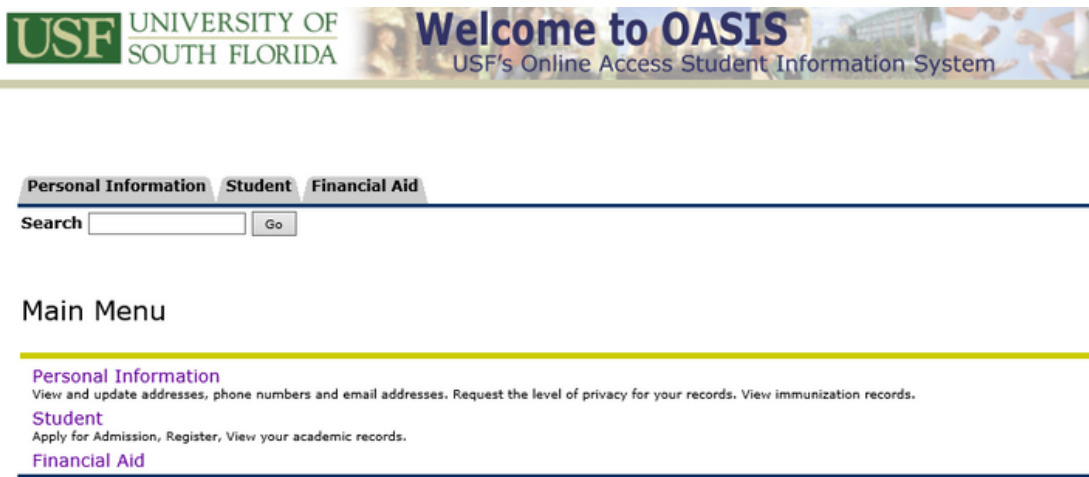 USF UNIVERSITY OF
SOUTH FLORIDA
Welcome to OASIS
USF's Online Access Student Information System
Personal Information Student Financial Aid
Search Go
Main Menu
Personal Information
View and update addresses, phone numbers and email addresses. Request the level of privacy for your records. View immunization records.
Student
Apply for Admission, Register, View your academic records.
Financial Aid